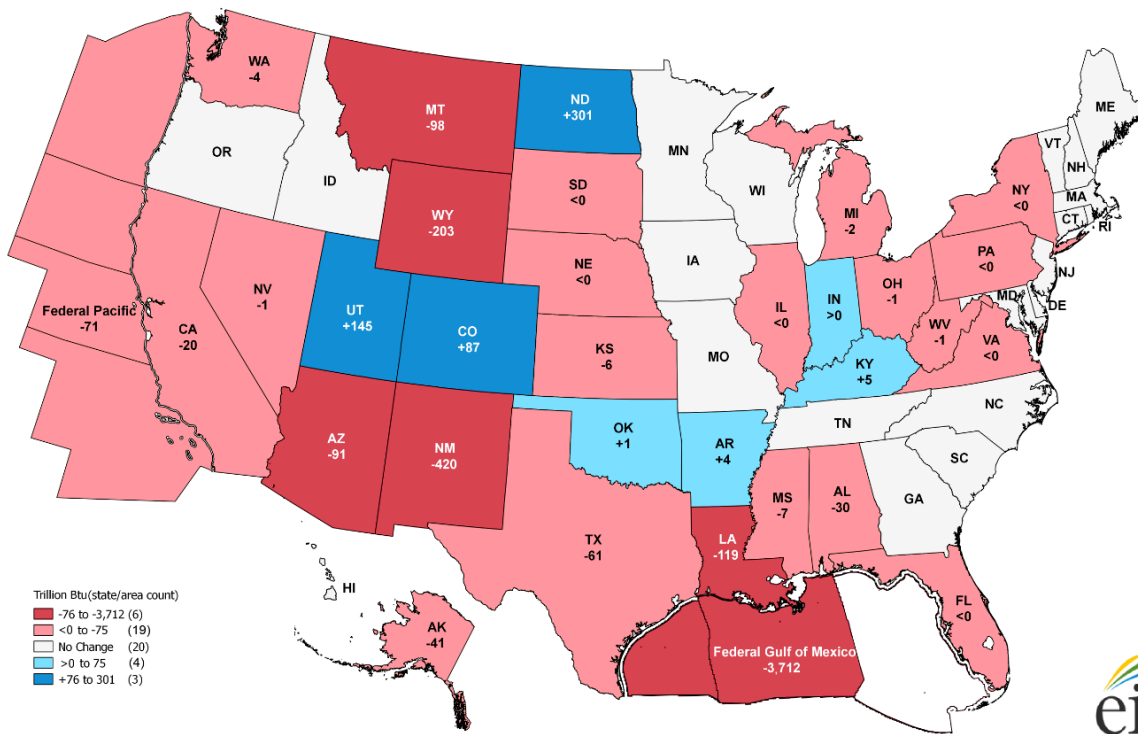 WA
-4
MT
-98
ND
+301
ME
VT
NH
MN
OR
ID
WI
NY
<0
MA
CT
RI
SD
<0
MI
-2
WY
-203
PA
<0
IA
NE
<0
NJ
OH
-1
MD
DE
NV
-1
IL
<0
IN
>0
UT
+145
Federal Pacific
-71
CA
-20
CO
+87
WV
-1
VA
<0
KS
-6
MO
KY
+5
NC
TN
OK
+1
AR
+4
AZ
-91
NM
-420
SC
MS
-7
AL
-30
GA
TX
-61
LA
-119
HI
FL
<0
AK
-41
Federal Gulf of Mexico
-3,712
Trillion Btu(state/area count)
-76 to -3,712 (6)
<0 to -75 (19)
No Change (20)
>0 to 75 (4)
+76 to 301 (3)